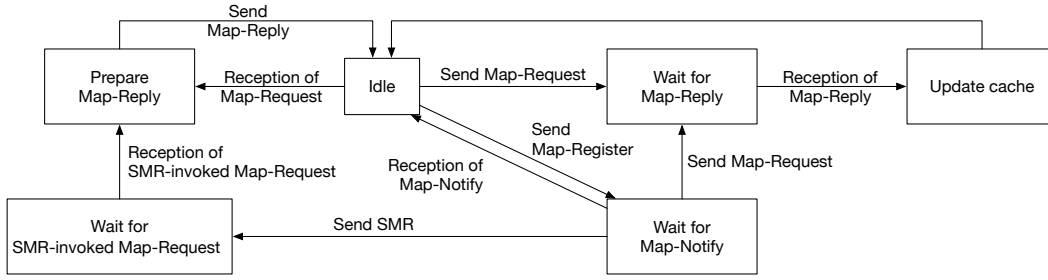 Send
Map-Reply
Prepare
Map-Reply
Reception of
Map-Request
Idle
Send Map-Request
Wait for
Map-Reply
Reception of
Map-Reply
Update cache
Send
Map-Register
Reception of
SMR-invoked Map-Request
Reception of
Map-Notify
Send Map-Request
Wait for
SMR-invoked Map-Request
Send SMR
Wait for
Map-Notify